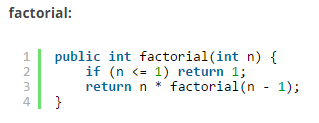 factorial:
1 public int factorial(int n) {
2     if (n <= 1) return 1;
3     return n * factorial(n - 1);
4 }